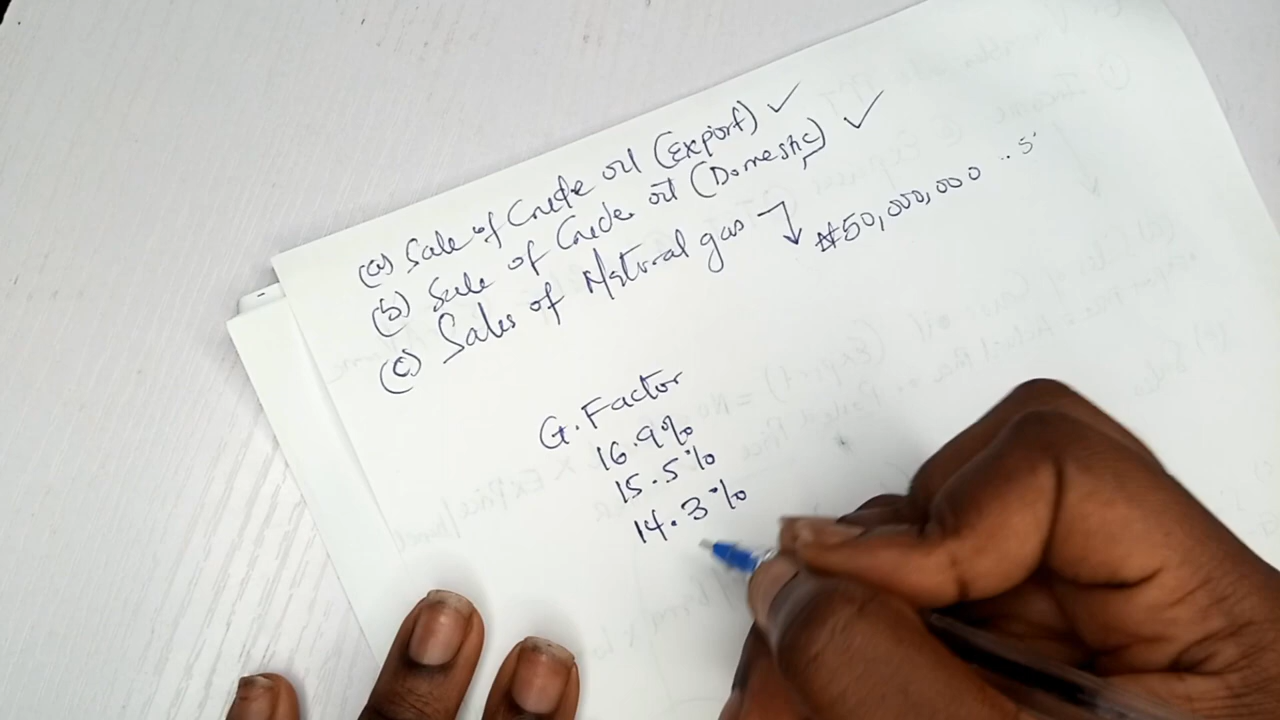 (a) Sale of Crude oil (Export) ✓
(b) Sale of Crude oil (Domestic) ✓
(c) Sales of Natural gas ₦50,000,000
G. Factor
16.9%
15.5%
14.3%